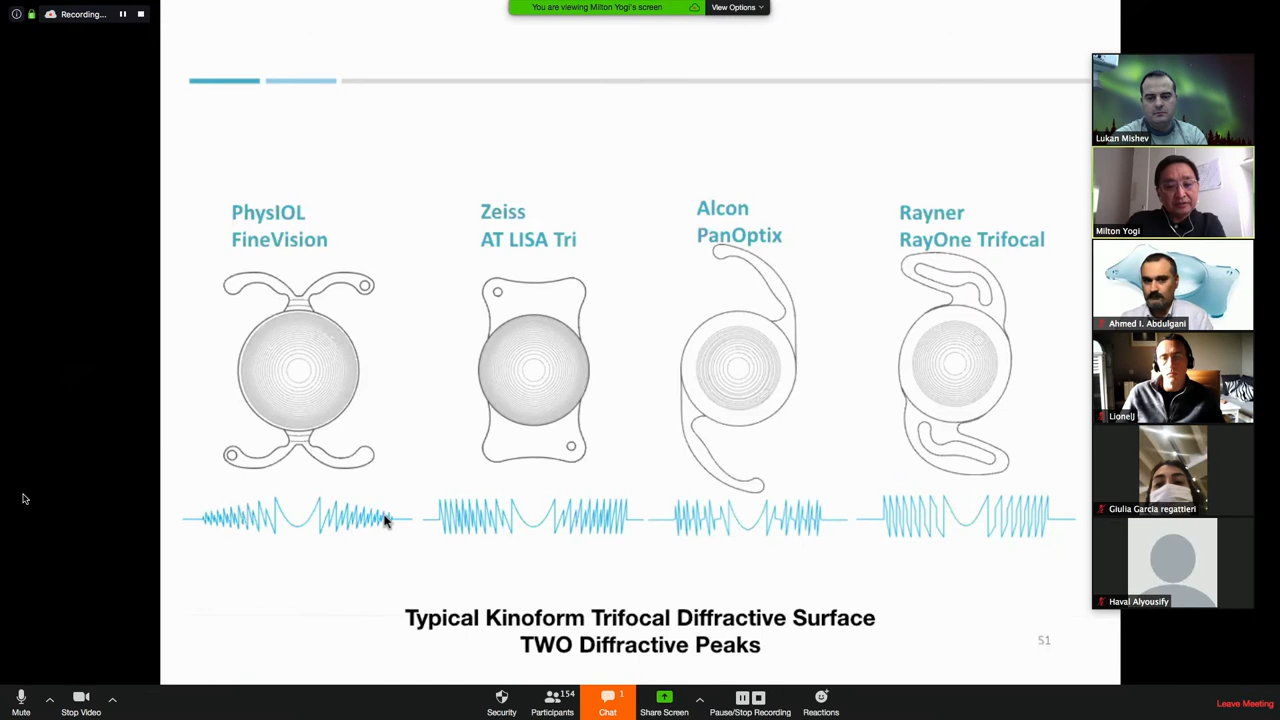 Recording...
You are viewing Milton Yogi's screen
View Options
PhysIOL
FineVision
Zeiss
AT LISA Tri
Alcon
PanOptix
Rayner
RayOne Trifocal
Typical Kinoform Trifocal Diffractive Surface
TWO Diffractive Peaks
51
Lukan Mishev
Milton Yogi
Ahmed I. Abdulgani
LionelJ
Giulia Garcia regattieri
Haval Alyousify
Mute
Stop Video
Security
154
Participants
1
Chat
Share Screen
Pause/Stop Recording
Reactions
Leave Meeting